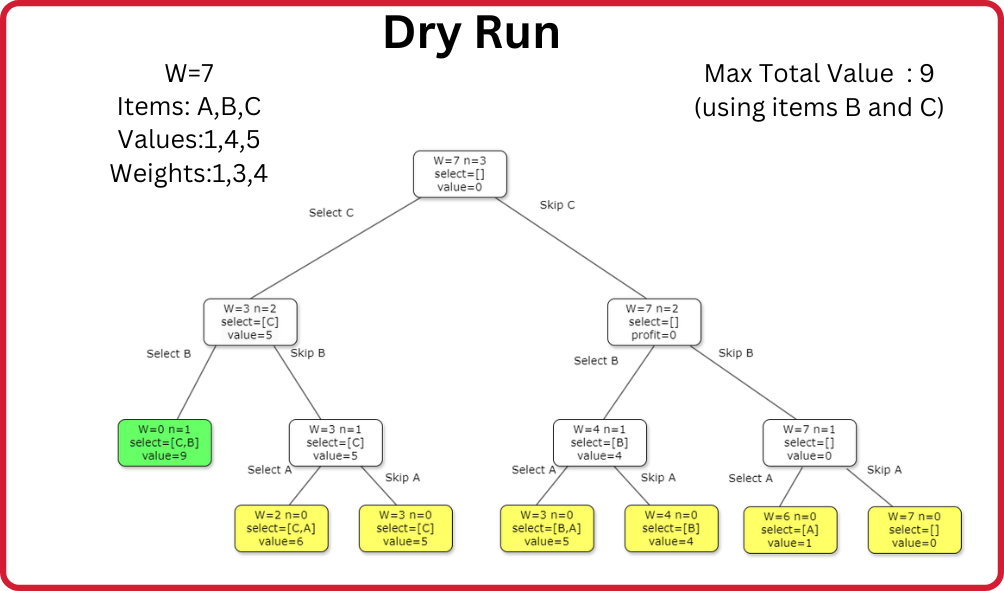 Dry Run
W=7
Items: A,B,C
Values:1,4,5
Weights:1,3,4
Max Total Value : 9
(using items B and C)
W=7 n=3
select=[]
value=0
Select C
Skip C
W=3 n=2
select=[C]
value=5
W=7 n=2
select=[]
profit=0
Select B
Skip B
Select B
Skip B
W=0 n=1
select=[C,B]
value=9
W=3 n=1
select=[C]
value=5
W=4 n=1
select=[B]
value=4
W=7 n=1
select=[]
value=0
Select A
Skip A
Select A
Skip A
Select A
Skip A
W=2 n=0
select=[C,A]
value=6
W=3 n=0
select=[C]
value=5
W=3 n=0
select=[B,A]
value=5
W=4 n=0
select=[B]
value=4
W=6 n=0
select=[A]
value=1
W=7 n=0
select=[]
value=0